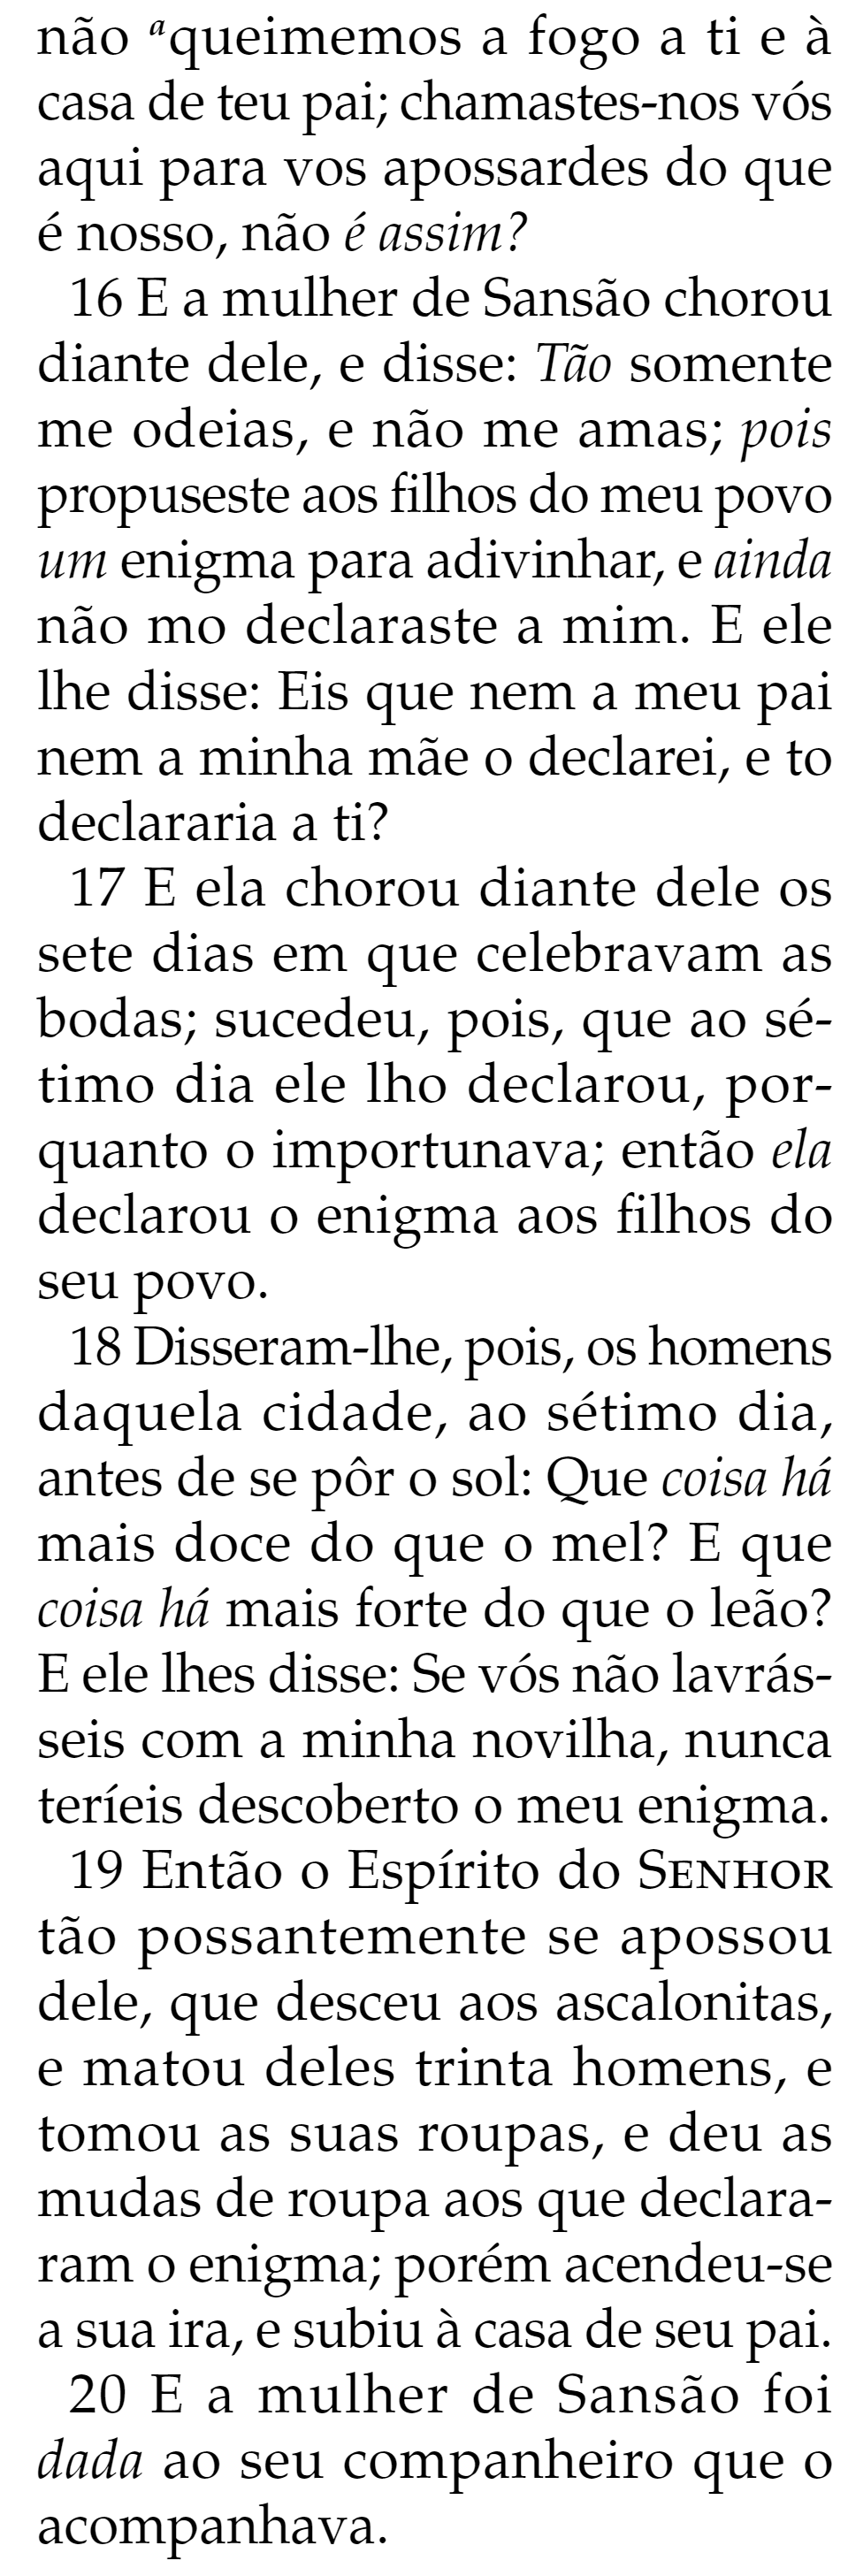 não ᵃqueimemos a fogo a ti e à
casa de teu pai; chamastes-nos vós
aqui para vos apossardes do que
é nosso, não é assim?
16 E a mulher de Sansão chorou
diante dele, e disse: Tão somente
me odeias, e não me amas; pois
propuseste aos filhos do meu povo
um enigma para adivinhar, e ainda
não mo declaraste a mim. E ele
lhe disse: Eis que nem a meu pai
nem a minha mãe o declarei, e to
declararia a ti?
17 E ela chorou diante dele os
sete dias em que celebravam as
bodas; sucedeu, pois, que ao sé-
timo dia ele lho declarou, por-
quanto o importunava; então ela
declarou o enigma aos filhos do
seu povo.
18 Disseram-lhe, pois, os homens
daquela cidade, ao sétimo dia,
antes de se pôr o sol: Que coisa há
mais doce do que o mel? E que
coisa há mais forte do que o leão?
E ele lhes disse: Se vós não lavrás-
seis com a minha novilha, nunca
teríeis descoberto o meu enigma.
19 Então o Espírito do SENHOR
tão possantemente se apossou
dele, que desceu aos ascalonitas,
e matou deles trinta homens, e
tomou as suas roupas, e deu as
mudas de roupa aos que declara-
ram o enigma; porém acendeu-se
a sua ira, e subiu à casa de seu pai.
20 E a mulher de Sansão foi
dada ao seu companheiro que o
acompanhava.